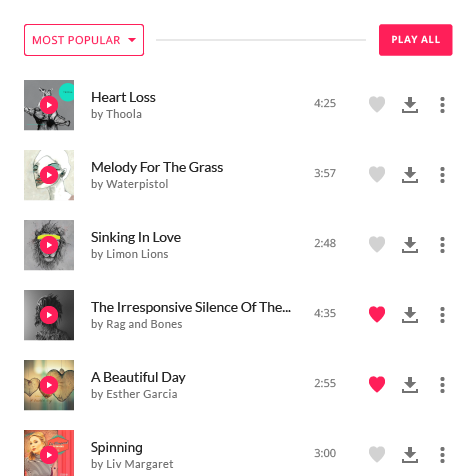 MOST POPULAR
PLAY ALL
Heart Loss
by Thoola
4:25
Melody For The Grass
by Waterpistol
3:57
Sinking In Love
by Limon Lions
2:48
The Irresponsive Silence Of The...
by Rag and Bones
4:35
A Beautiful Day
by Esther Garcia
2:55
Spinning
by Liv Margaret
3:00